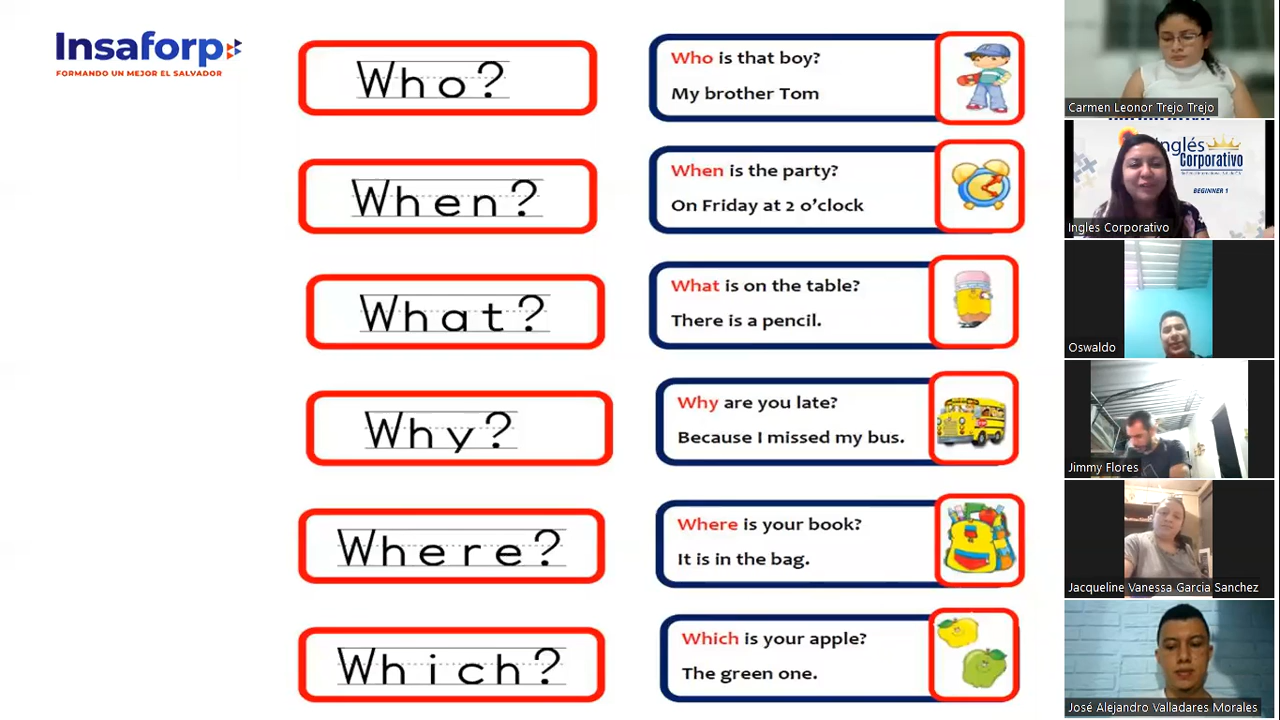 Insaforp
FORMANDO UN MEJOR EL SALVADOR
Who?
Who is that boy?
My brother Tom
When?
When is the party?
On Friday at 2 o'clock
What?
What is on the table?
There is a pencil.
Why?
Why are you late?
Because I missed my bus.
Where?
Where is your book?
It is in the bag.
Which?
Which is your apple?
The green one.
Carmen Leonor Trejo Trejo
Inglés
Corporativo
BEGINNER 1
Ingles Corporativo
Oswaldo
Jimmy Flores
Jacqueline Vanessa Garcia Sanchez
José Alejandro Valladares Morales